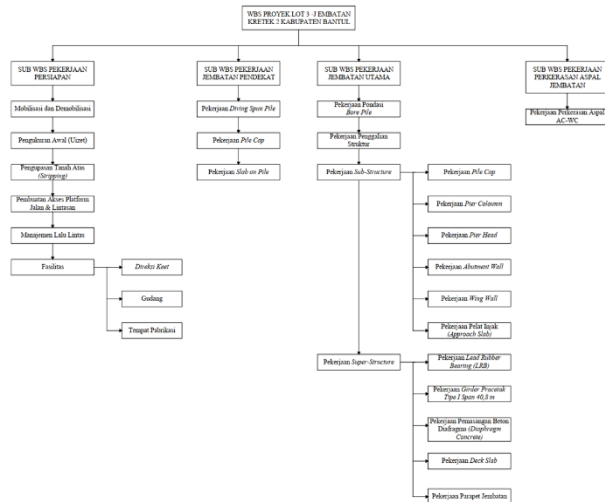 WBS PROYEK LOT 3 -JEMBATAN
KRETEK 2 KABUPATEN BANTUL
SUB WBS PEKERJAAN
PERSIAPAN
Mobilisasi dan Demobilisasi
Pengukuran Awal (Uitzet)
Pengupasan Tanah Atas
(Stripping)
Pembuatan Akses Platform
Jalan & Lintasan
Manajemen Lalu Lintas
Fasilitas
Direksi Keet
Gudang
Tempat Pabrikasi
SUB WBS PEKERJAAN
JEMBATAN PENDEKAT
Pekerjaan Driving Spun Pile
Pekerjaan Pile Cap
Pekerjaan Slab on Pile
SUB WBS PEKERJAAN
JEMBATAN UTAMA
Pekerjaan Pondasi
Bore Pile
Pekerjaan Penggalian
Struktur
Pekerjaan Sub-Structure
Pekerjaan Pile Cap
Pekerjaan Pier Coloumn
Pekerjaan Pier Head
Pekerjaan Abutment Wall
Pekerjaan Wing Wall
Pekerjaan Pelat Injak
(Approach Slab)
Pekerjaan Super-Structure
Pekerjaan Lead Rubber
Bearing (LRB)
Pekerjaan Girder Pracetak
Tipe I Span 40,8 m
Pekerjaan Pemasangan Beton
Diafragma (Diaphragm
Concrete)
Pekerjaan Deck Slab
Pekerjaan Parapet Jembatan
SUB WBS PEKERJAAN
PERKERASAN ASPAL
JEMBATAN
Pekerjaan Perkerasan Aspal
AC-WC